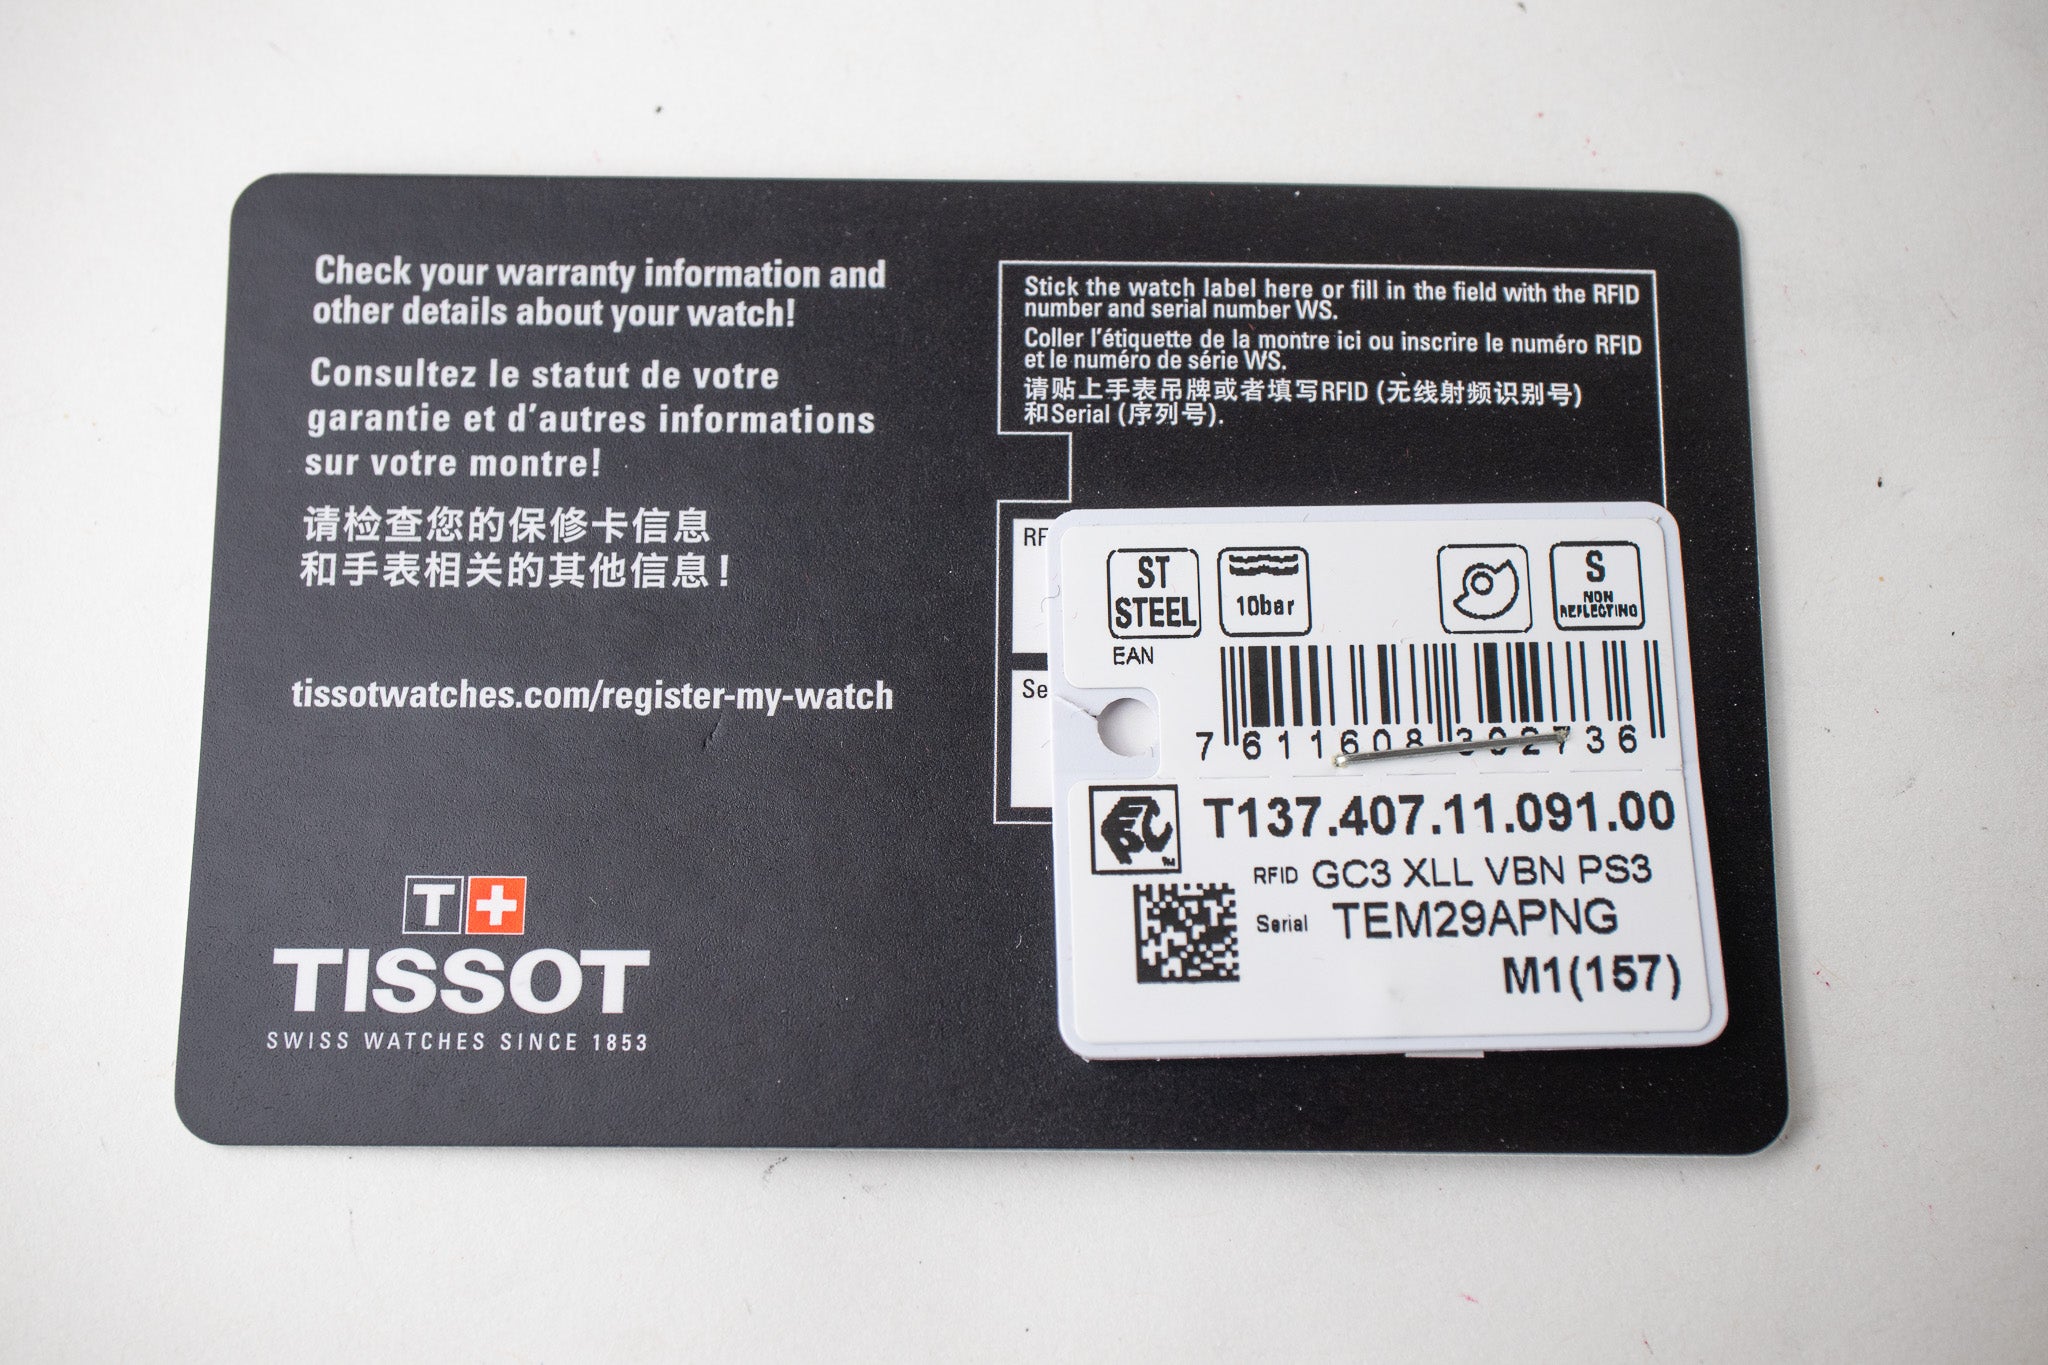 Check your warranty information and
other details about your watch!
Consultez le statut de votre
garantie et d'autres informations
sur votre montre!
请检查您的保修卡信息
和手表相关的其他信息!
tissotwatches.com/register-my-watch
T+
TISSOT
SWISS WATCHES SINCE 1853
Stick the watch label here or fill in the field with the RFID
number and serial number WS.
Coller l'étiquette de la montre ici ou inscrire le numéro RFID
et le numéro de série WS.
请贴上手表吊牌或者填写RFID (无线射频识别号)
和Serial (序列号).
RF
Se
ST
STEEL
10bar
S
NON
REFLECTING
EAN
7 611608 302736
T137.407.11.091.00
RFID GC3 XLL VBN PS3
Serial TEM29APNG
M1(157)